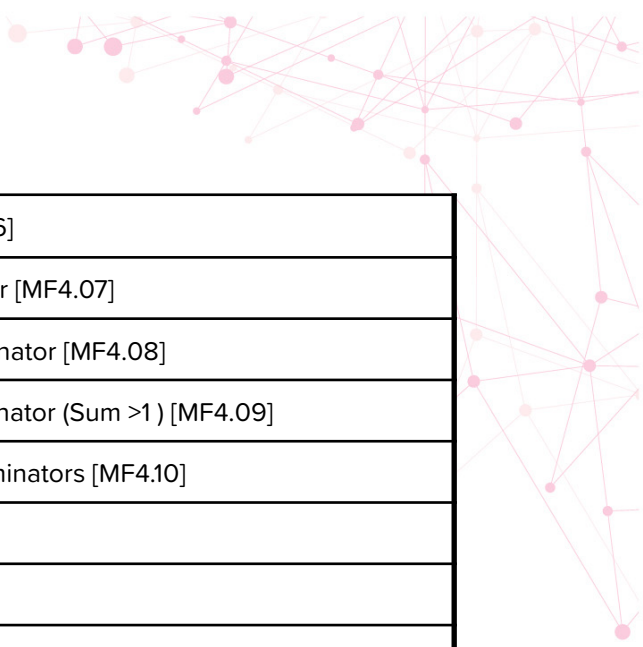 6]
r [MF4.07]
nator [MF4.08]
nator (Sum >1 ) [MF4.09]
ninators [MF4.10]